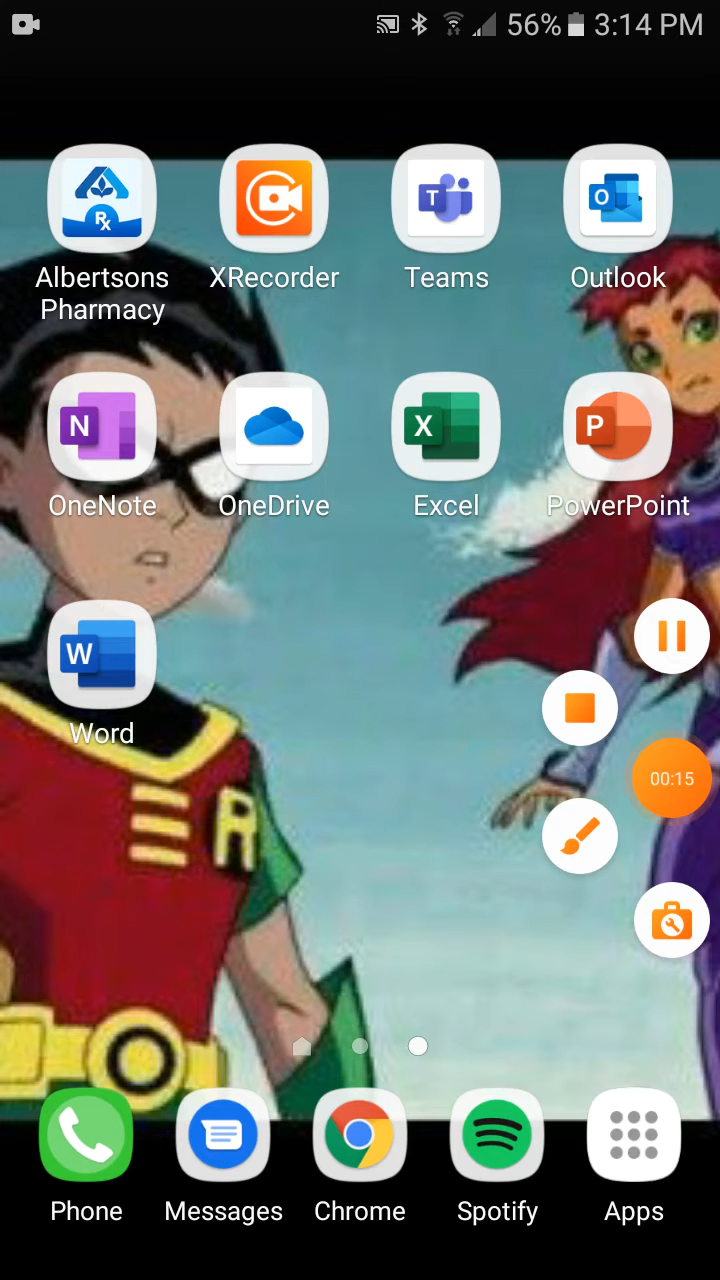 56% 3:14 PM
Rx
T
O
Albertsons
Pharmacy
XRecorder
Teams
Outlook
N
X
P
OneNote
OneDrive
Excel
PowerPoint
W
Word
00:15
R
Phone
Messages
Chrome
Spotify
Apps